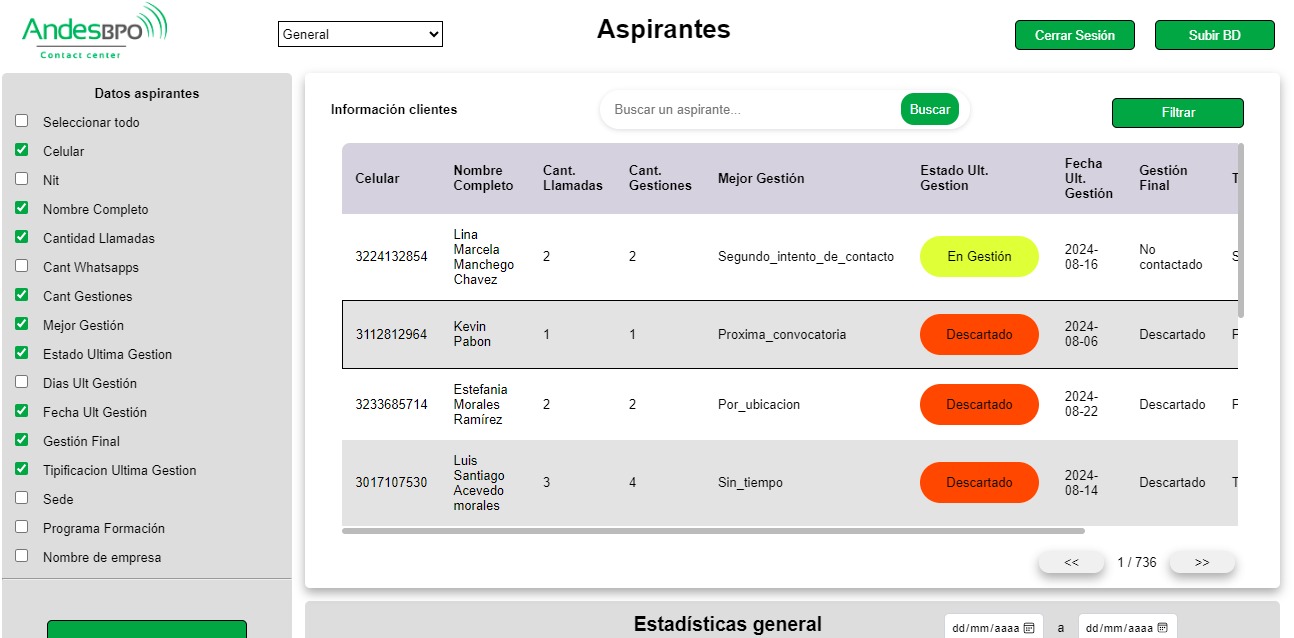 AndesBPO
Contact center
General
Aspirantes
Cerrar Sesión
Subir BD
Datos aspirantes
Seleccionar todo
Celular
Nit
Nombre Completo
Cantidad Llamadas
Cant Whatsapps
Cant Gestiones
Mejor Gestión
Estado Ultima Gestion
Dias Ult Gestión
Fecha Ult Gestión
Gestión Final
Tipificacion Ultima Gestion
Sede
Programa Formación
Nombre de empresa
Información clientes
Buscar un aspirante...
Buscar
Filtrar
Celular
Nombre
Completo
Cant.
Llamadas
Cant.
Gestiones
Mejor Gestión
Estado Ult.
Gestion
Fecha
Ult.
Gestión
Gestión
Final
3224132854
Lina
Marcela
Manchego
Chavez
2
2
Segundo_intento_de_contacto
En Gestión
2024-
08-16
No
contactado
3112812964
Kevin
Pabon
1
1
Proxima_convocatoria
Descartado
2024-
08-06
Descartado
3233685714
Estefania
Morales
Ramírez
2
2
Por_ubicacion
Descartado
2024-
08-22
Descartado
3017107530
Luis
Santiago
Acevedo
morales
3
4
Sin_tiempo
Descartado
2024-
08-14
Descartado
<<
1 / 736
>>
Estadísticas general
dd/mm/aaaa
a
dd/mm/aaaa